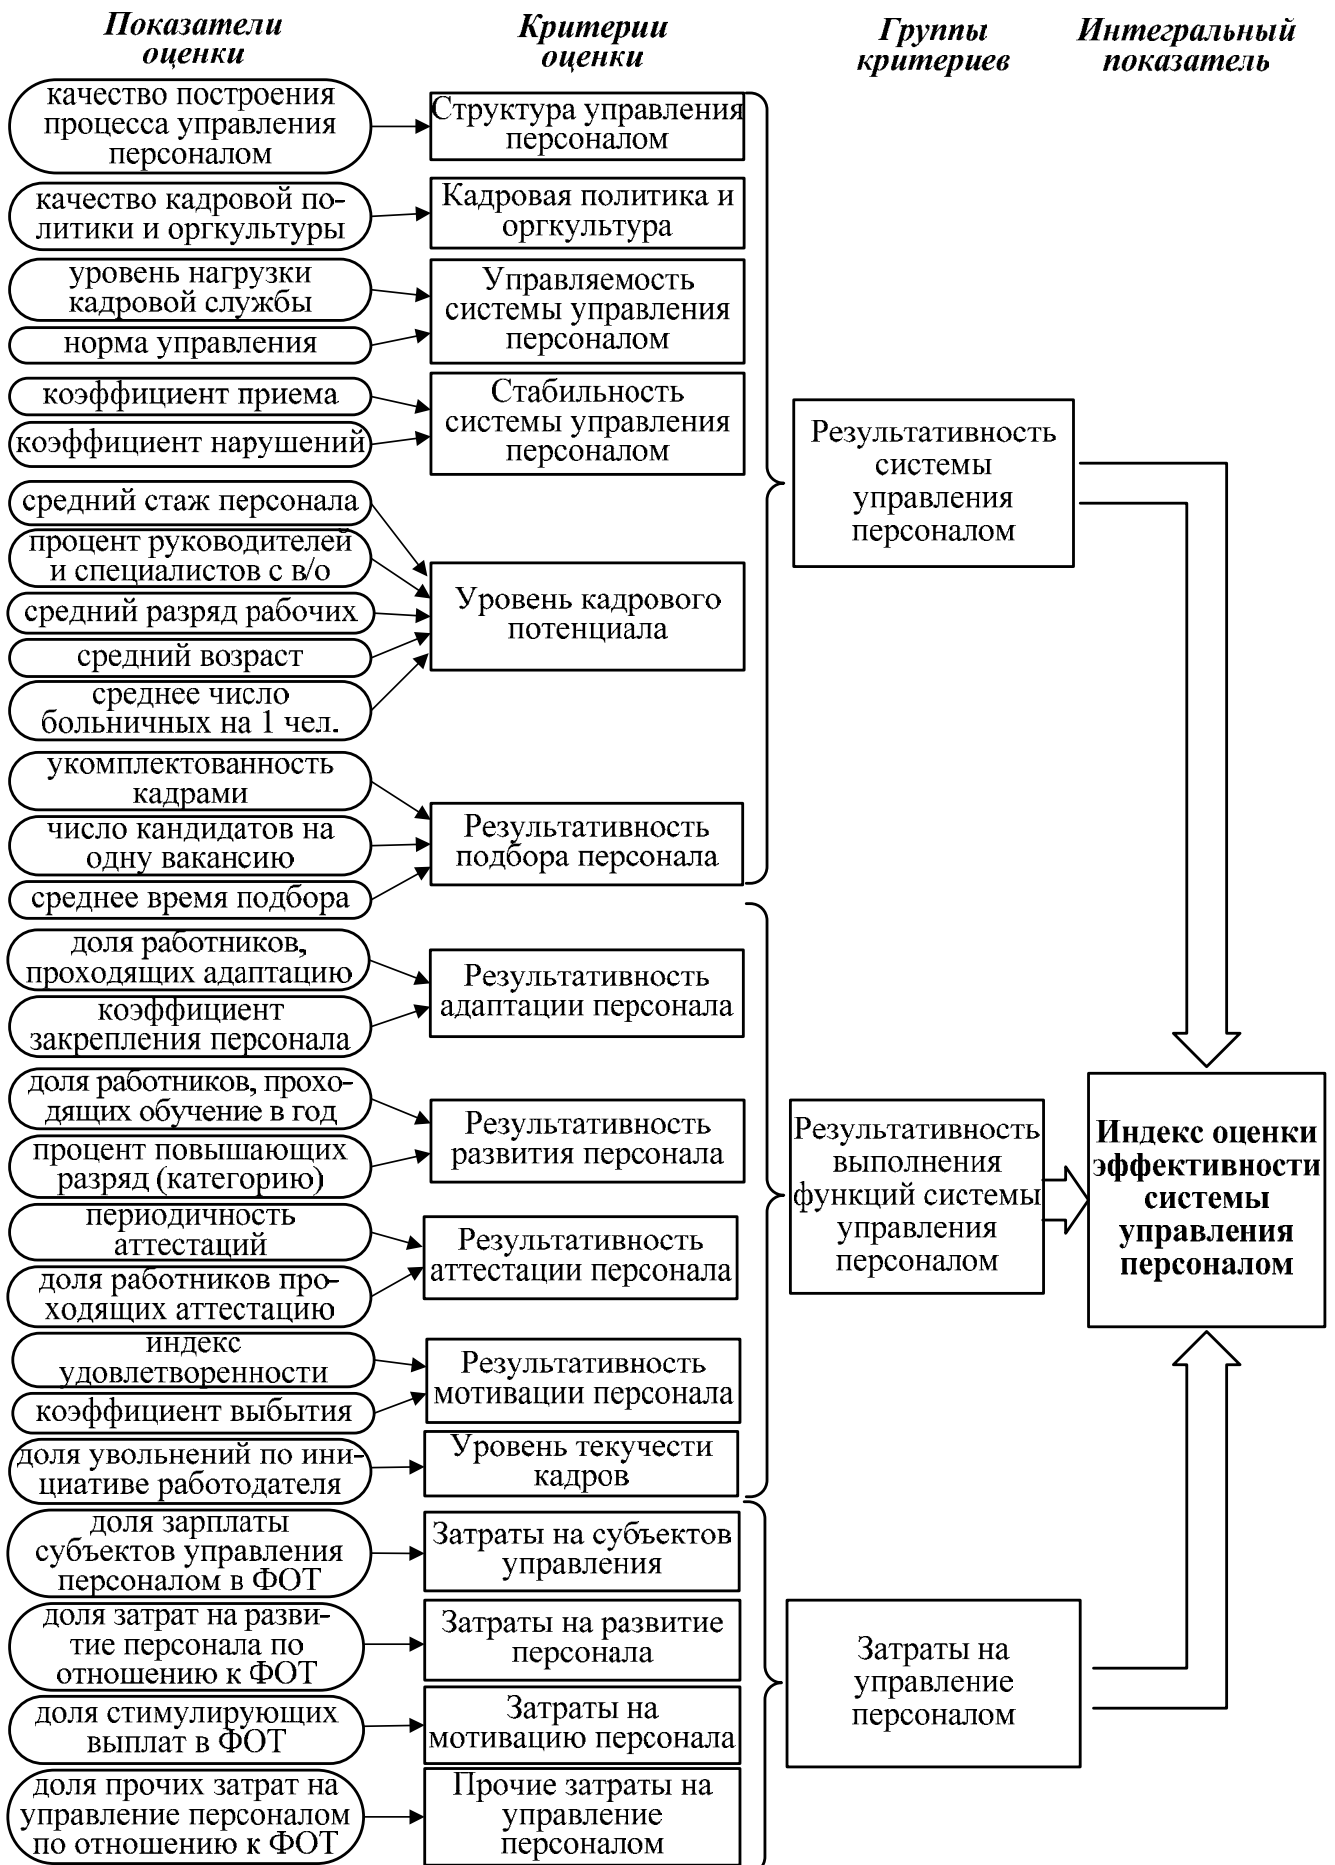 Показатели
оценки
Критерии
оценки
Группы
критериев
Интегральный
показатель
качество построения
процесса управления
персоналом
качество кадровой по-
литики и оргкультуры
уровень нагрузки
кадровой службы
норма управления
коэффициент приема
коэффициент нарушений
средний стаж персонала
процент руководителей
и специалистов с в/о
средний разряд рабочих
средний возраст
среднее число
больничных на 1 чел.
укомплектованность
кадрами
число кандидатов на
одну вакансию
среднее время подбора
доля работников,
проходящих адаптацию
коэффициент
закрепления персонала
доля работников, прохо-
дящих обучение в год
процент повышающих
разряд (категорию)
периодичность
аттестаций
доля работников про-
ходящих аттестацию
индекс
удовлетворенности
коэффициент выбытия
доля увольнений по ини-
циативе работодателя
доля зарплаты
субъектов управления
персоналом в ФОТ
доля затрат на разви-
тие персонала по
отношению к ФОТ
доля стимулирующих
выплат в ФОТ
доля прочих затрат на
управление персоналом
по отношению к ФОТ
Структура управления
персоналом
Кадровая политика и
оргкультура
Управляемость
системы управления
персоналом
Стабильность
системы управления
персоналом
Уровень кадрового
потенциала
Результативность
подбора персонала
Результативность
адаптации персонала
Результативность
развития персонала
Результативность
аттестации персонала
Результативность
мотивации персонала
Уровень текучести
кадров
Затраты на субъектов
управления
Затраты на развитие
персонала
Затраты на
мотивацию персонала
Прочие затраты на
управление
персоналом
Результативность
системы
управления
персоналом
Результативность
выполнения
функций системы
управления
персоналом
Затраты на
управление
персоналом
Индекс оценки
эффективности
системы
управления
персоналом